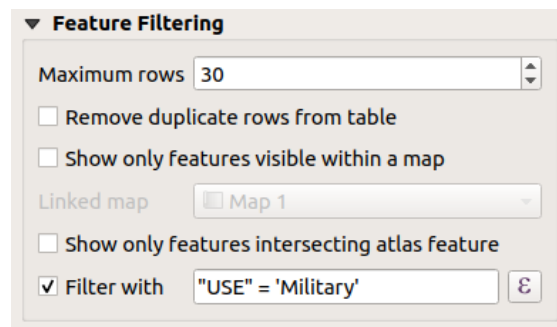 Feature Filtering
Maximum rows 30
Remove duplicate rows from table
Show only features visible within a map
Linked map Map 1
Show only features intersecting atlas feature
Filter with "USE" = 'Military' ε